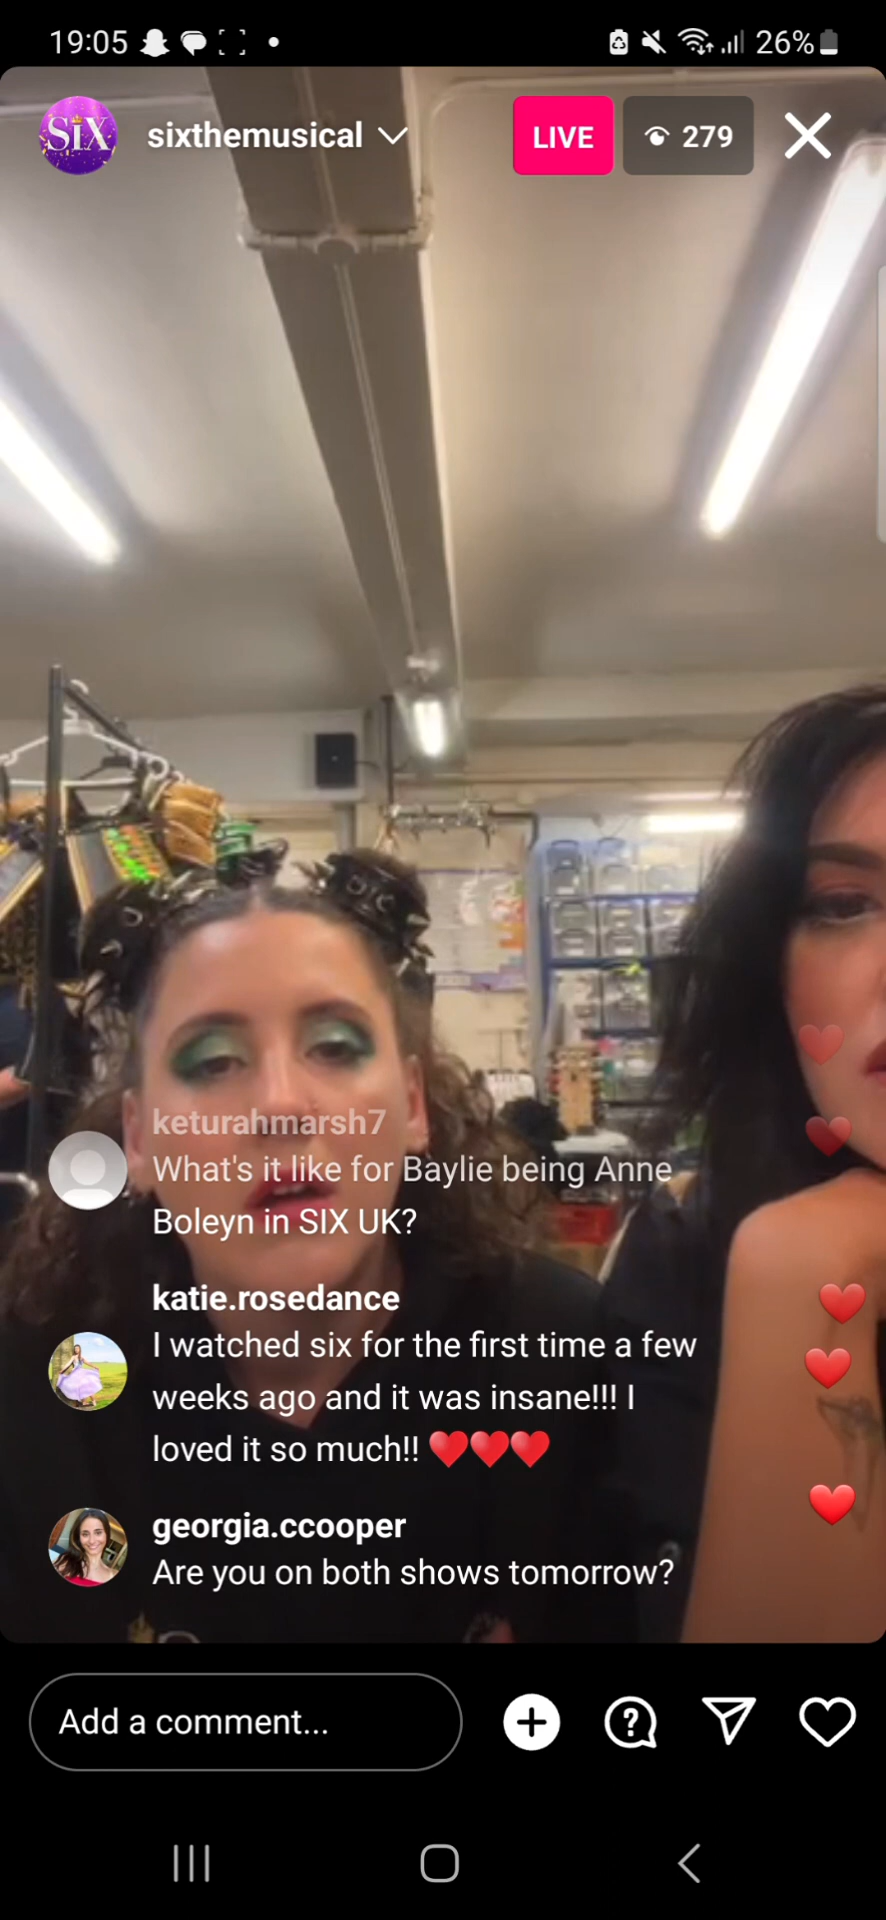 19:05
26%
SIX
sixthemusical
LIVE
279
keturahmarsh7
What's it like for Baylie being Anne
Boleyn in SIX UK?
katie.rosedance
I watched six for the first time a few
weeks ago and it was insane!!! I
loved it so much!! ❤️❤️❤️
georgia.ccooper
Are you on both shows tomorrow?
Add a comment...